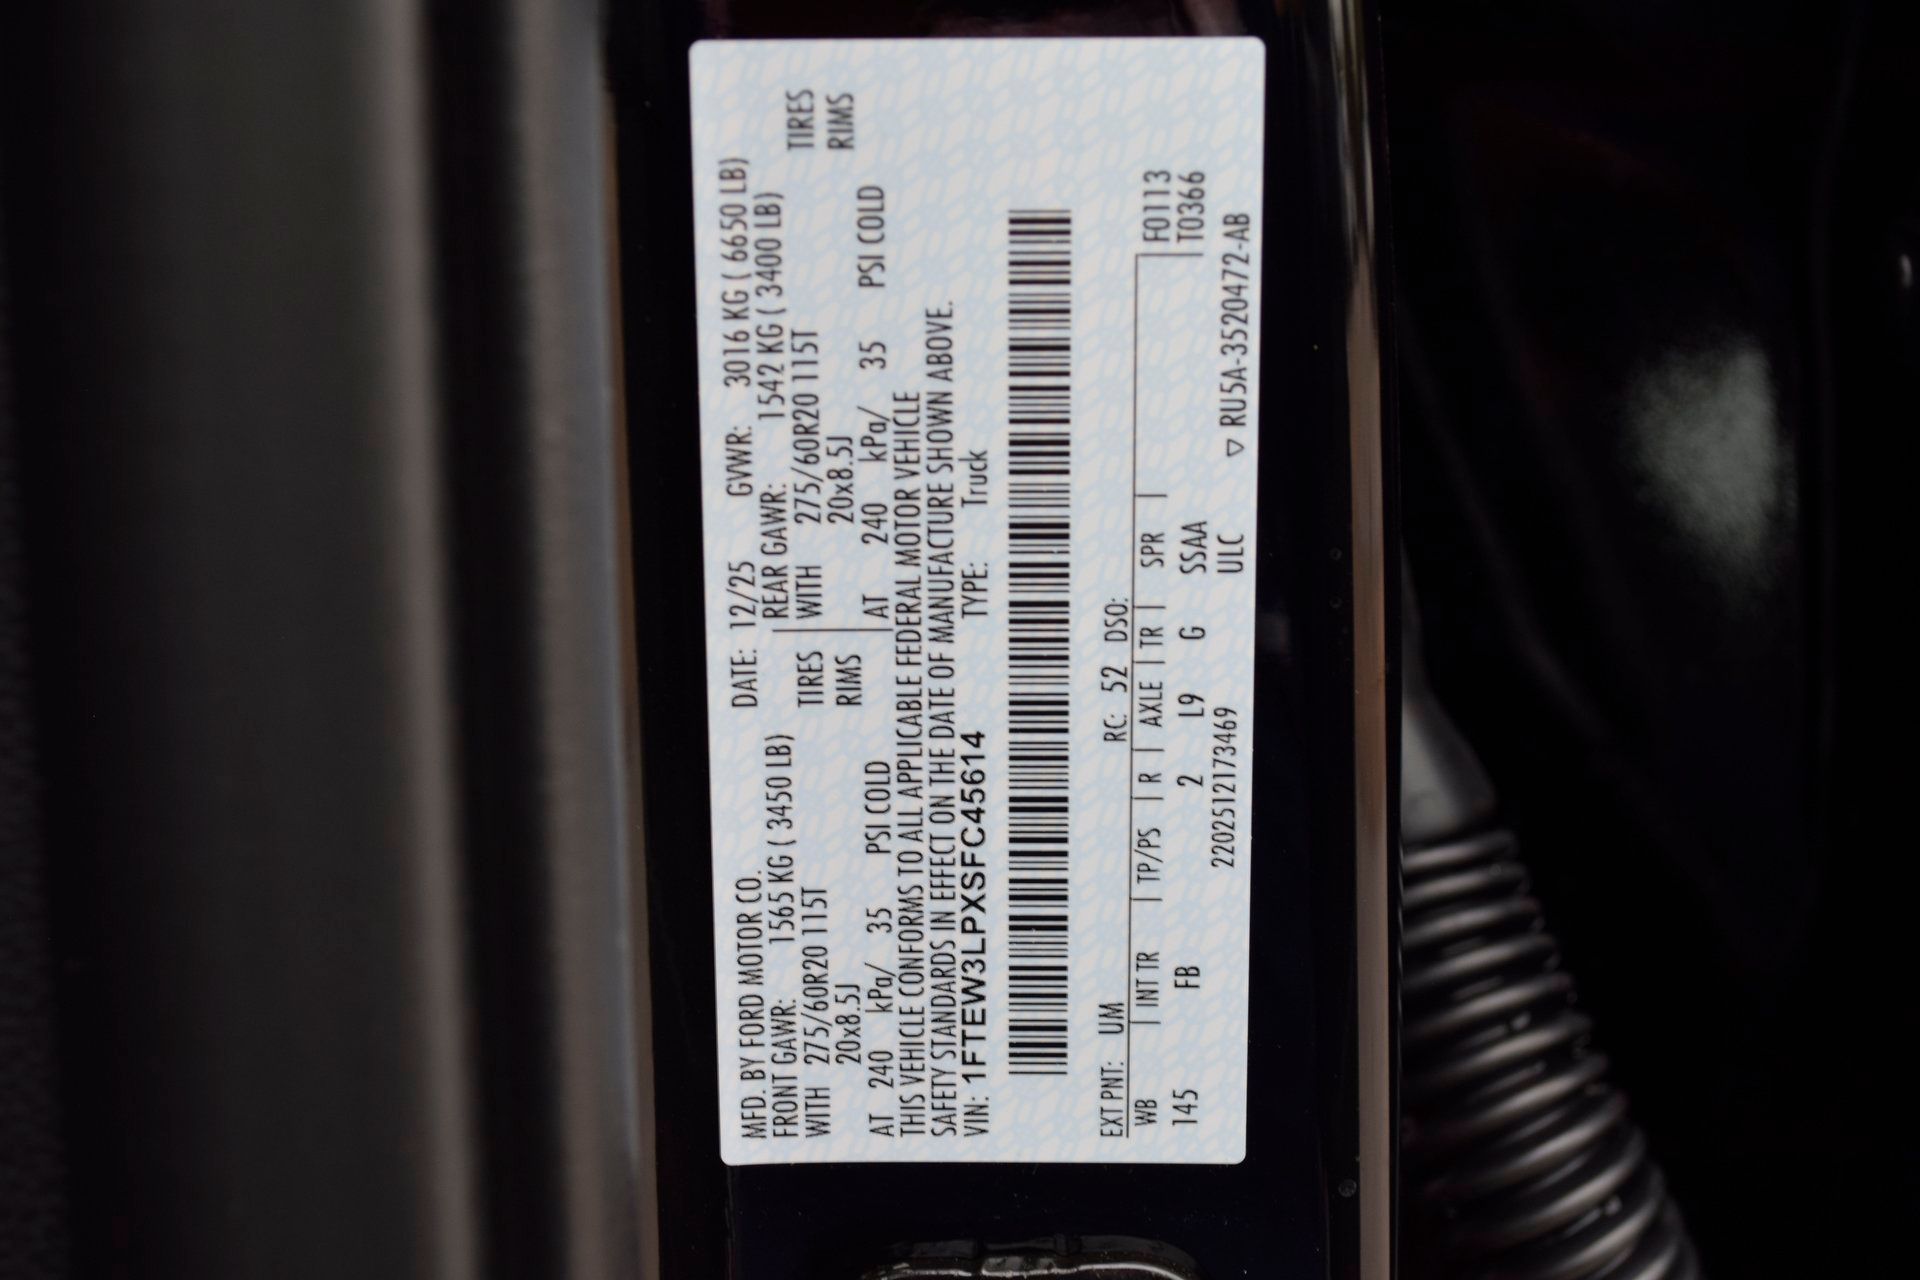 MFD. BY FORD MOTOR CO. DATE: 12/25 GVWR: 3016 KG ( 6650 LB)
FRONT GAWR: 1565 KG ( 3450 LB) REAR GAWR: 1542 KG ( 3400 LB)
WITH 275/60R20 115T TIRES WITH 275/60R20 115T TIRES
20x8.5J RIMS 20x8.5J RIMS
AT 240 kPa/ 35 PSI COLD AT 240 kPa/ 35 PSI COLD
THIS VEHICLE CONFORMS TO ALL APPLICABLE FEDERAL MOTOR VEHICLE
SAFETY STANDARDS IN EFFECT ON THE DATE OF MANUFACTURE SHOWN ABOVE.
VIN: 1FTEW3LPXSFC45614 TYPE: Truck
EXT PNT: UM RC: 52 DSO:
WB INT TR TP/PS R AXLE TR SPR F0113
145 FB 2 L9 G SSAA T0366
2202512173469 ULC ▽ RU5A-3520472-AB